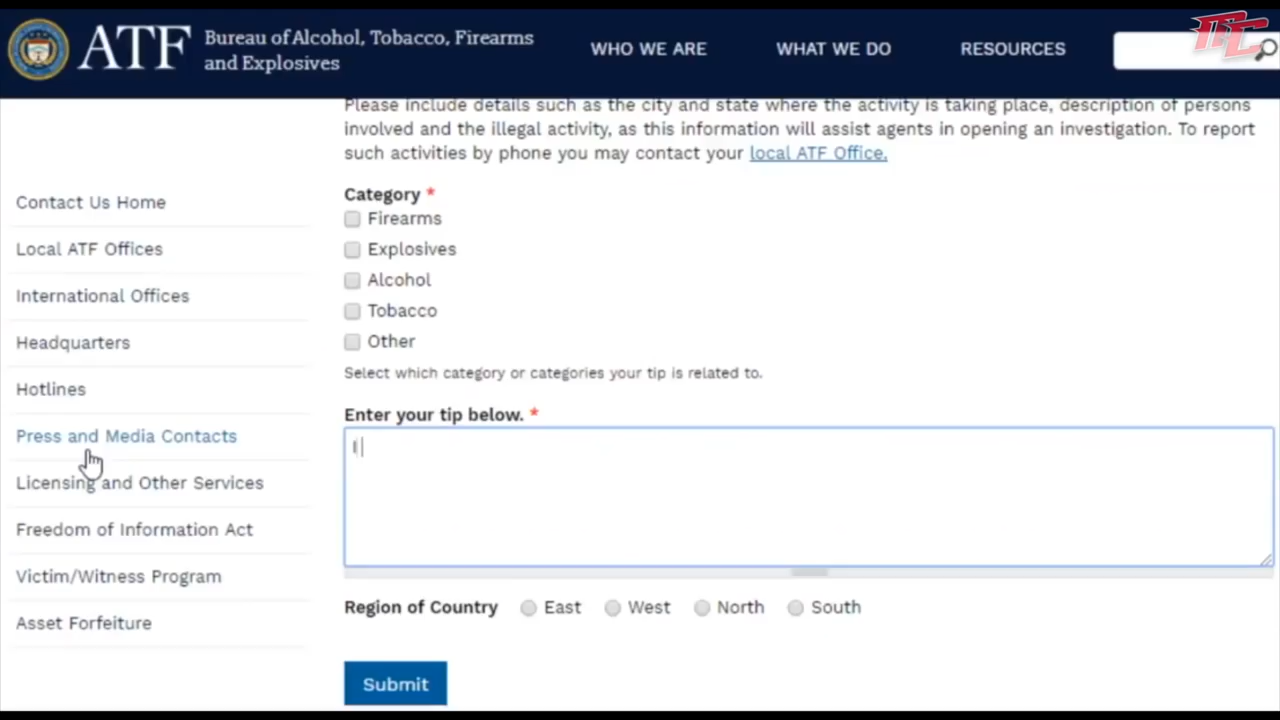 ATF Bureau of Alcohol, Tobacco, Firearms
and Explosives
WHO WE ARE
WHAT WE DO
RESOURCES
MC
Please include details such as the city and state where the activity is taking place, description of persons
involved and the illegal activity, as this information will assist agents in opening an investigation. To report
such activities by phone you may contact your local ATF Office.
Contact Us Home
Local ATF Offices
International Offices
Headquarters
Hotlines
Press and Media Contacts
Licensing and Other Services
Freedom of Information Act
Victim/Witness Program
Asset Forfeiture
Category *
Firearms
Explosives
Alcohol
Tobacco
Other
Select which category or categories your tip is related to.
Enter your tip below. *
I
Region of Country East West North South
Submit